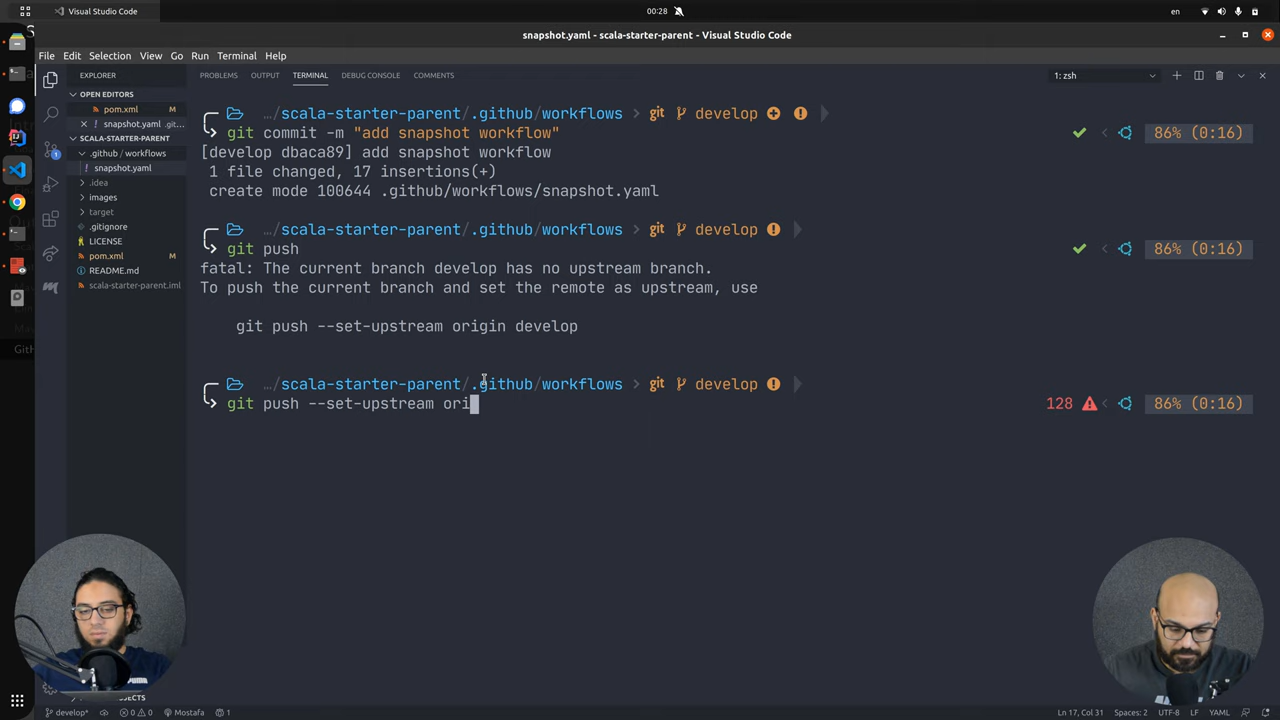 Visual Studio Code
00:28
en
snapshot.yaml - scala-starter-parent - Visual Studio Code
File Edit Selection View Go Run Terminal Help
EXPLORER
OPEN EDITORS
pom.xml M
snapshot.yaml .git...
SCALA-STARTER-PARENT
.github / workflows
snapshot.yaml
.idea
images
target
.gitignore
LICENSE
pom.xml M
README.md
scala-starter-parent.iml
PROBLEMS OUTPUT TERMINAL DEBUG CONSOLE COMMENTS
1: zsh
…/scala-starter-parent/.github/workflows > git develop
git commit -m "add snapshot workflow" 86% (0:16)
[develop dbaca89] add snapshot workflow
1 file changed, 17 insertions(+)
create mode 100644 .github/workflows/snapshot.yaml
…/scala-starter-parent/.github/workflows > git develop
git push 86% (0:16)
fatal: The current branch develop has no upstream branch.
To push the current branch and set the remote as upstream, use
git push --set-upstream origin develop
…/scala-starter-parent/.github/workflows > git develop
git push --set-upstream ori 128 86% (0:16)
develop* 0 0 Mostafa 1
Ln 17, Col 31 Spaces: 2 UTF-8 LF YAML